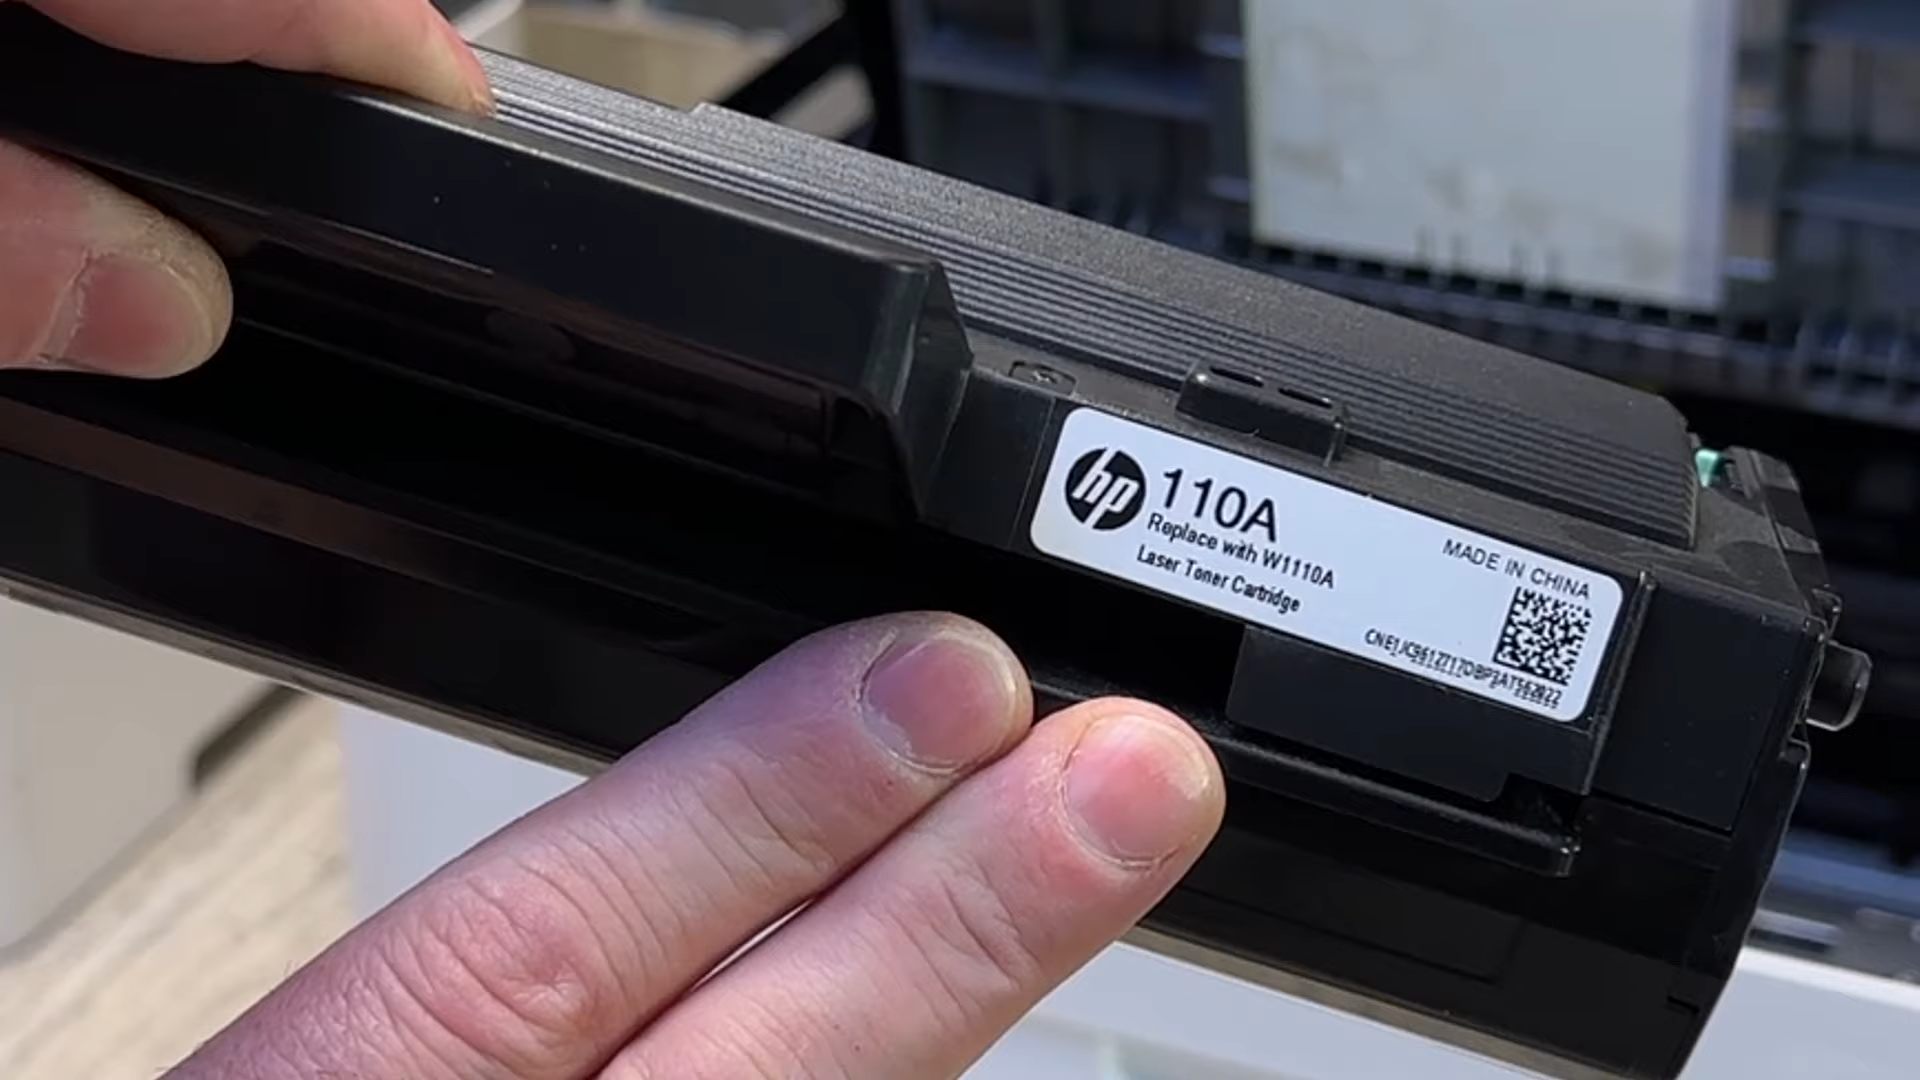 hp
110A
Replace with W1110A
Laser Toner Cartridge
MADE IN CHINA